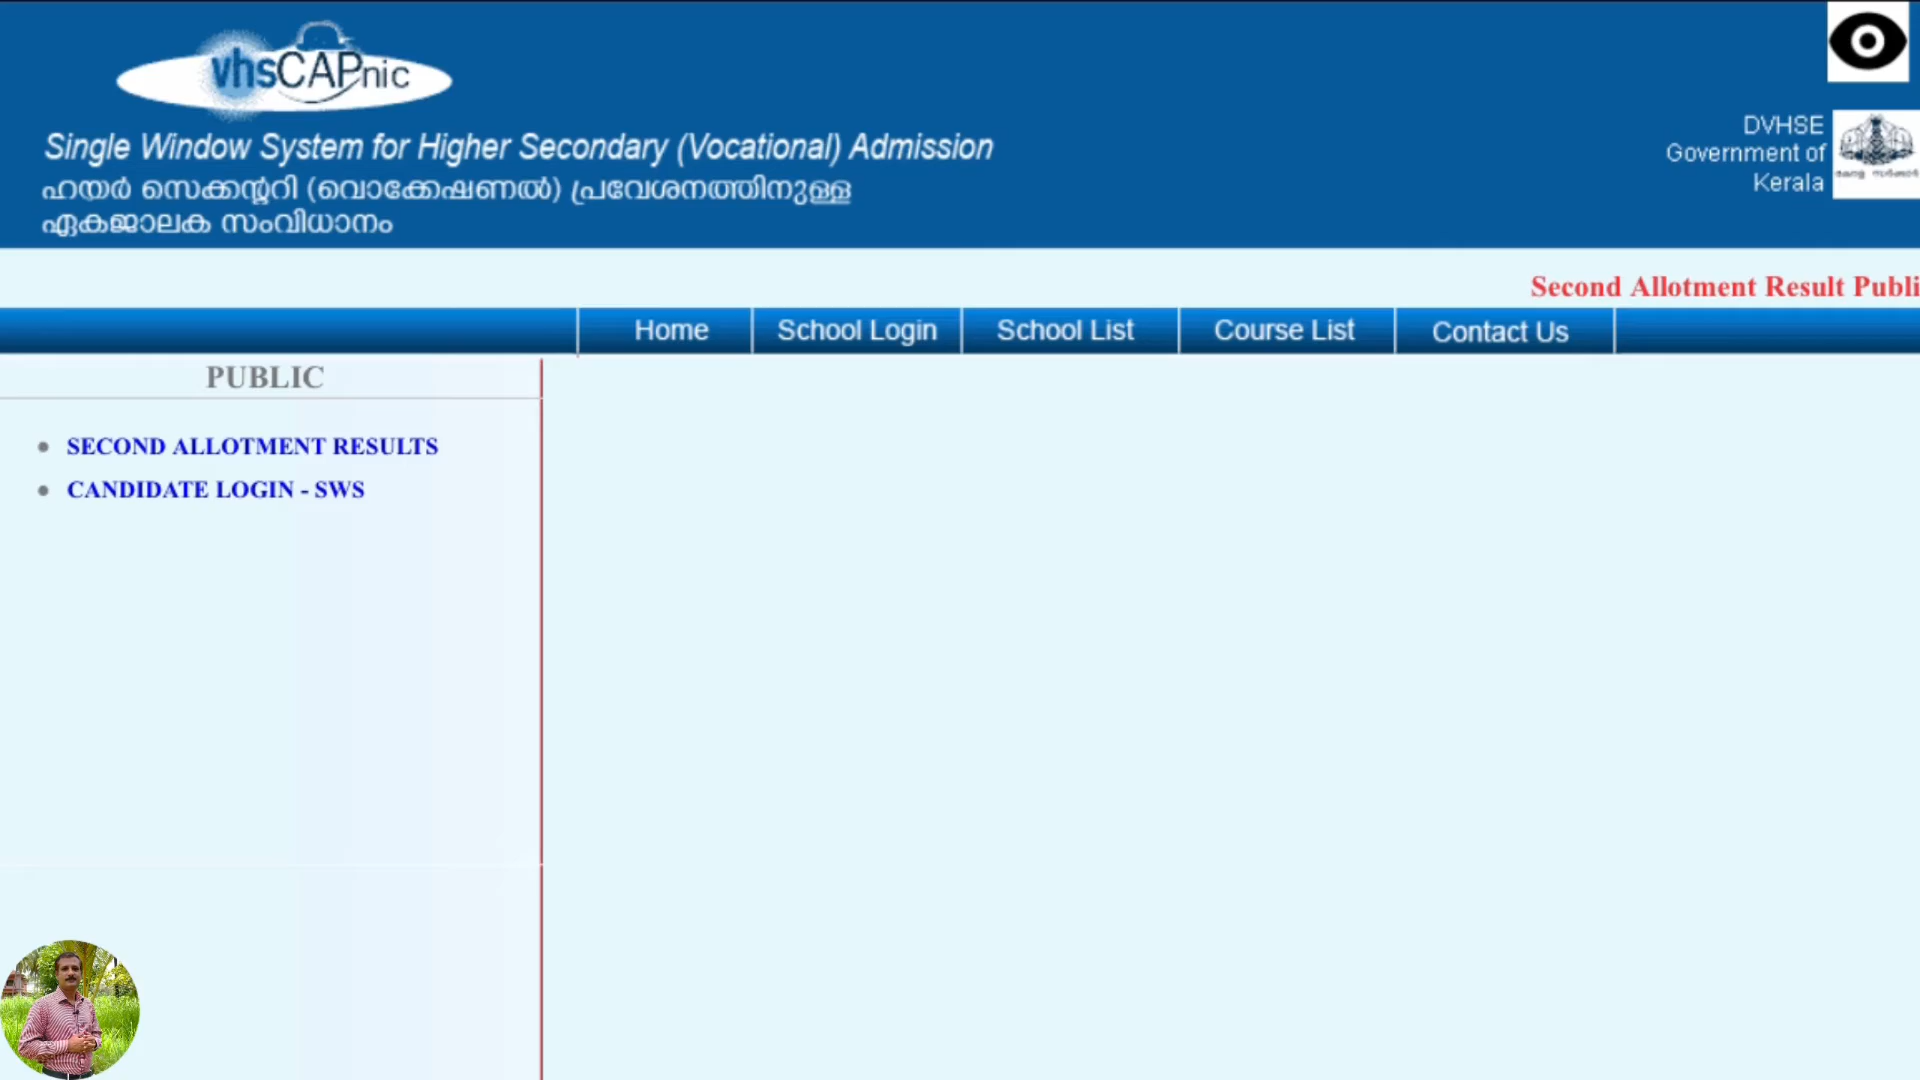 vhsCAPnic
Single Window System for Higher Secondary (Vocational) Admission
ഹയർ സെക്കന്ററി (വൊക്കേഷണൽ) പ്രവേശനത്തിനുള്ള
ഏകജാലക സംവിധാനം
DVHSE
Government of
Kerala
കേരള സർക്കാർ
Second Allotment Result Publi
Home School Login School List Course List Contact Us
PUBLIC
SECOND ALLOTMENT RESULTS
CANDIDATE LOGIN - SWS